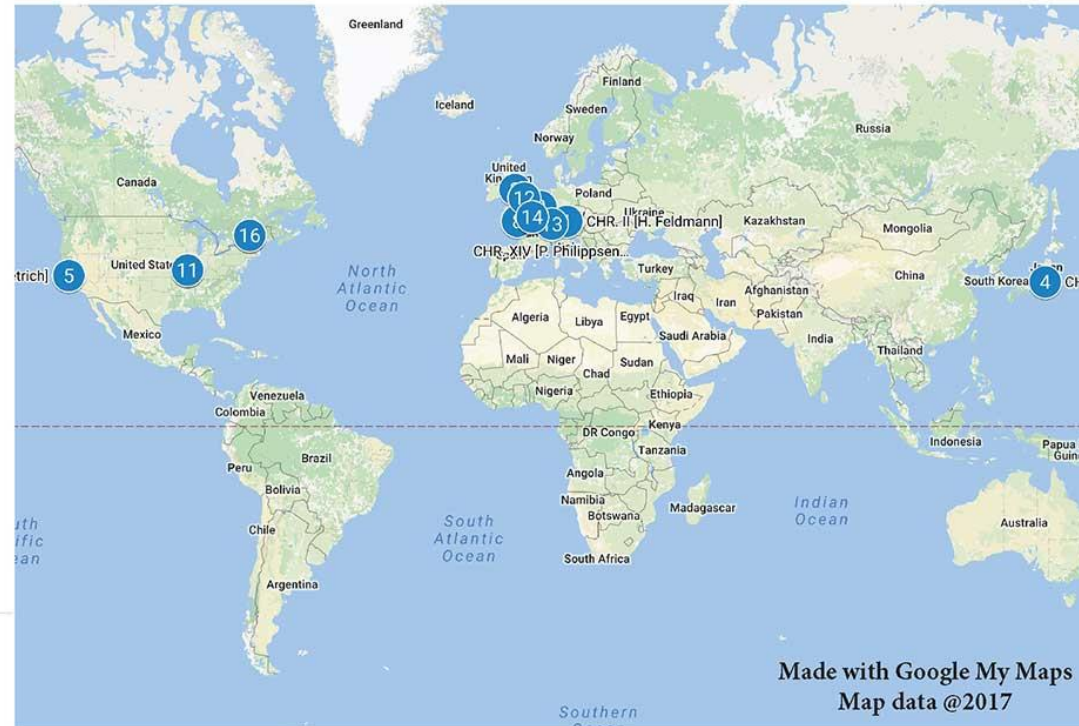 Greenland
Iceland
Finland
Sweden
Norway
Russia
Canada
United
Poland
Kazakhstan
Mongolia
16
12
14
CHR. II [H. Feldmann]
CHR. XIV [P. Philippsen...
etrich]
5
11
North
Atlantic
Ocean
Turkey
China
South Korea
4
Mexico
Algeria
Libya
Egypt
Iraq
Iran
Afghanistan
Pakistan
Saudi Arabia
India
Thailand
Mali
Niger
Chad
Sudan
Nigeria
Ethiopia
Venezuela
Colombia
DR Congo
Kenya
Tanzania
Indonesia
Papua
Peru
Brazil
Bolivia
Angola
Namibia
Botswana
Madagascar
Indian
Ocean
Chile
South
Atlantic
Ocean
South Africa
Australia
Argentina
Made with Google My Maps
Map data @2017
Southern